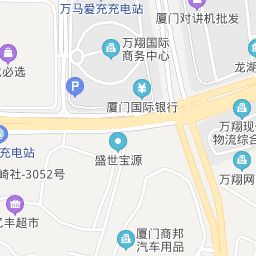 万马爱充充电站
厦门对讲机批发
万翔国际
商务中心
必选
龙湖
厦门国际银行
万翔现
物流综合
充电站
盛世宝源
崎社-3052号
万翔网
丰超市
厦门商邦
汽车用品